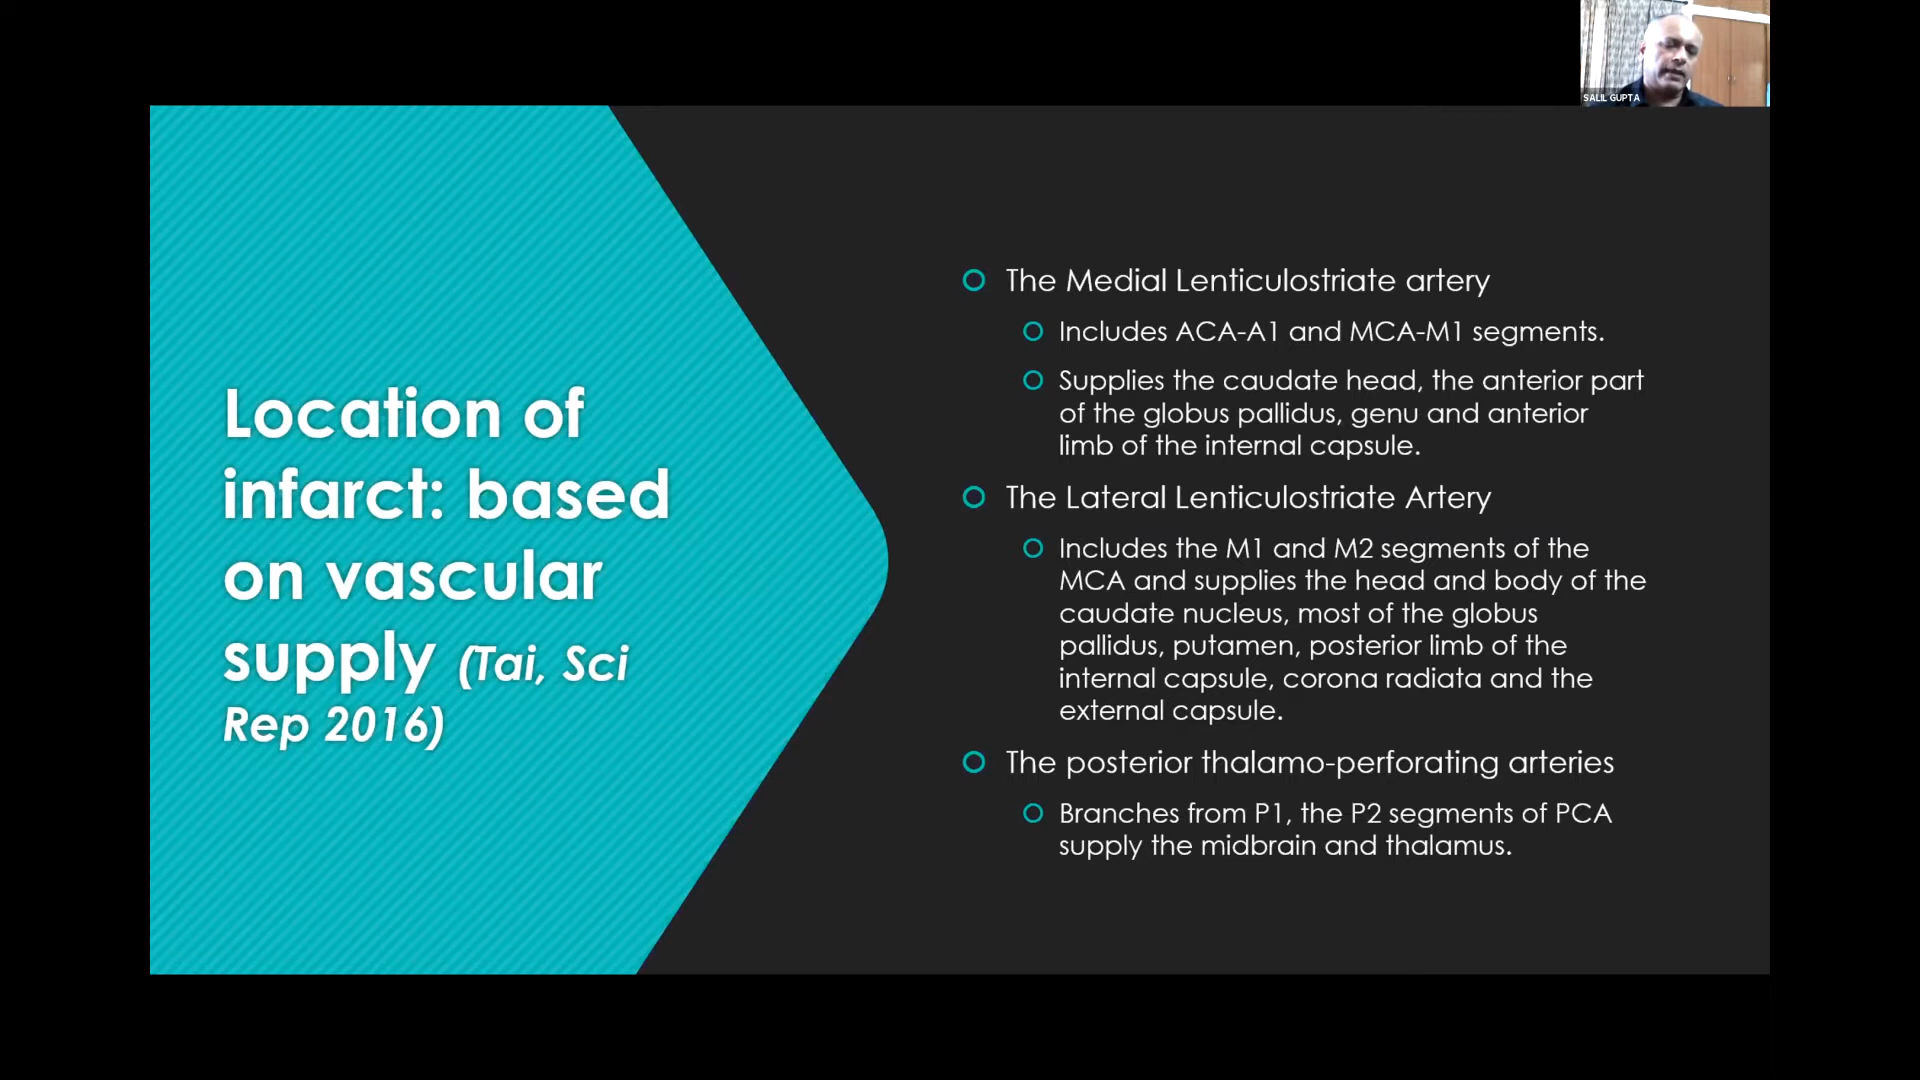 SALIL GUPTA
Location of
infarct: based
on vascular
supply (Tai, Sci
Rep 2016)
The Medial Lenticulostriate artery
Includes ACA-A1 and MCA-M1 segments.
Supplies the caudate head, the anterior part
of the globus pallidus, genu and anterior
limb of the internal capsule.
The Lateral Lenticulostriate Artery
Includes the M1 and M2 segments of the
MCA and supplies the head and body of the
caudate nucleus, most of the globus
pallidus, putamen, posterior limb of the
internal capsule, corona radiata and the
external capsule.
The posterior thalamo-perforating arteries
Branches from P1, the P2 segments of PCA
supply the midbrain and thalamus.